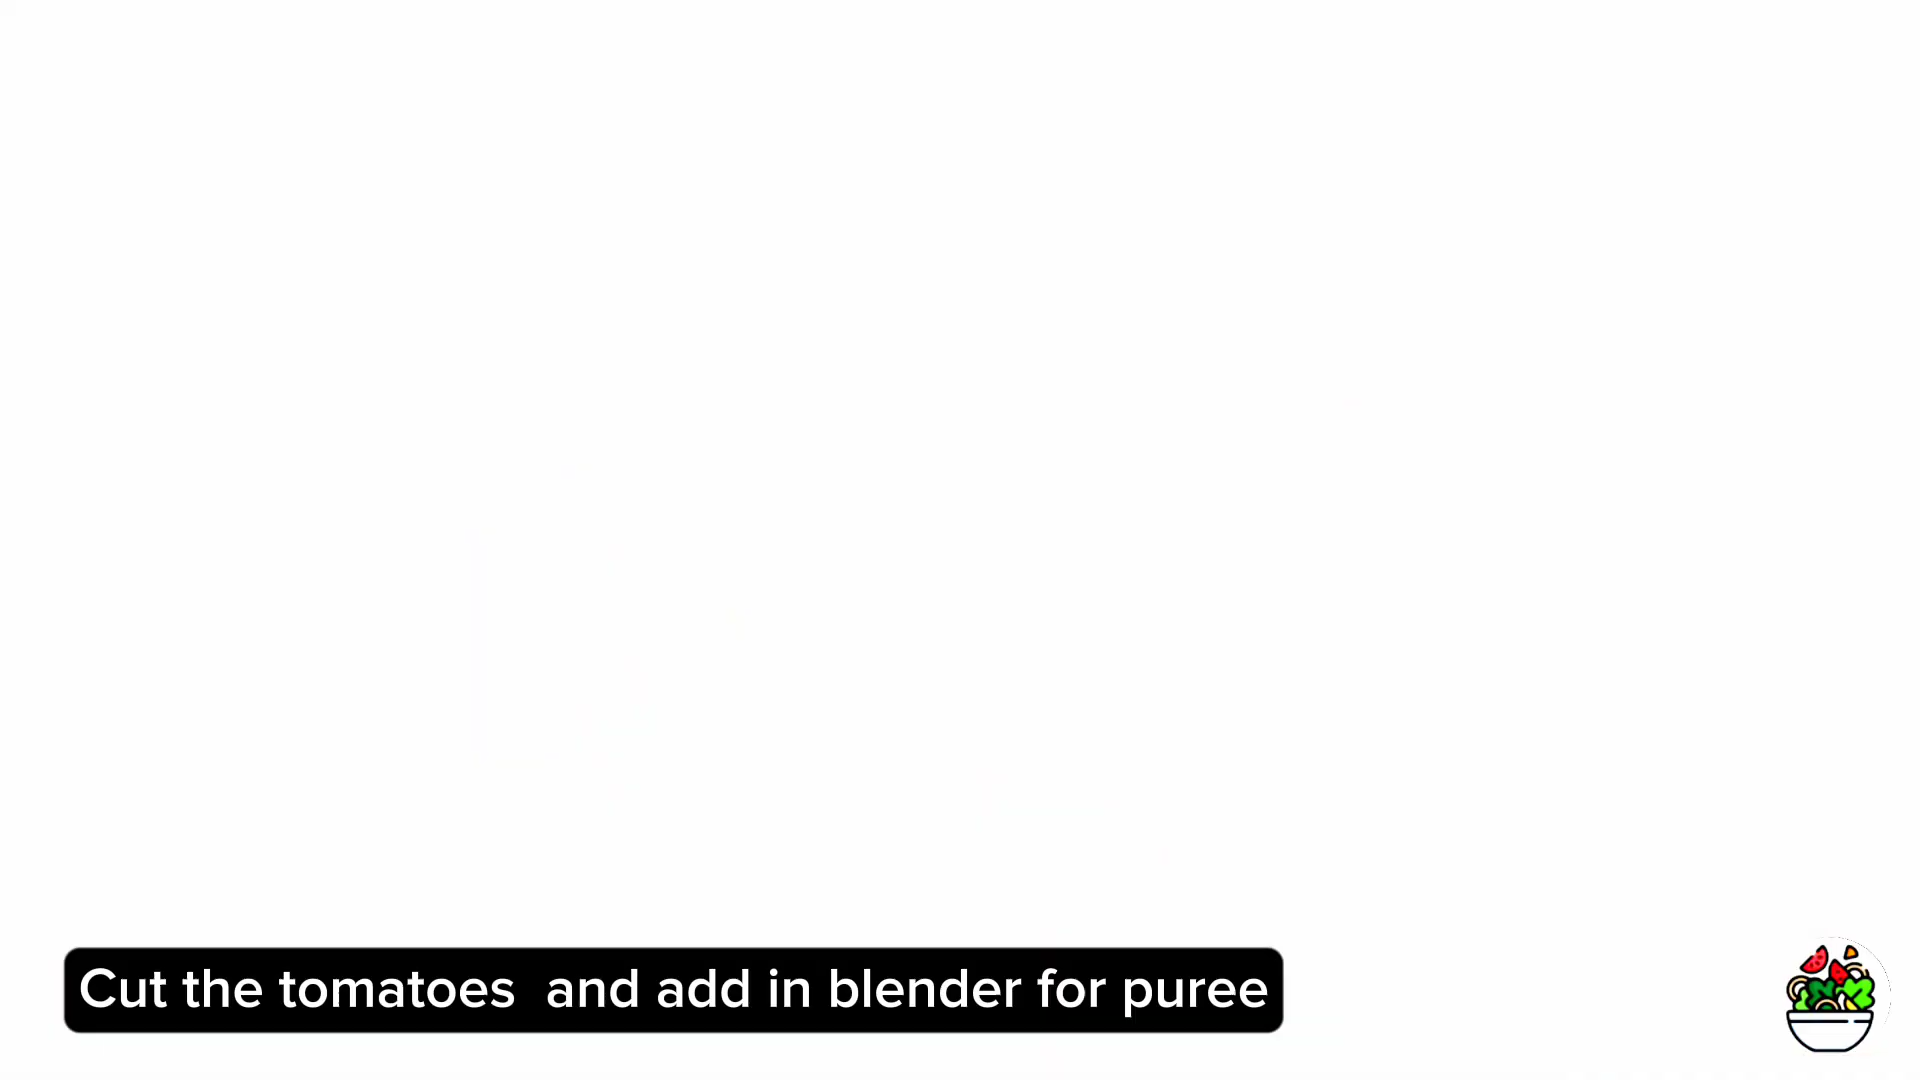 Cut the tomatoes  and add in blender for puree